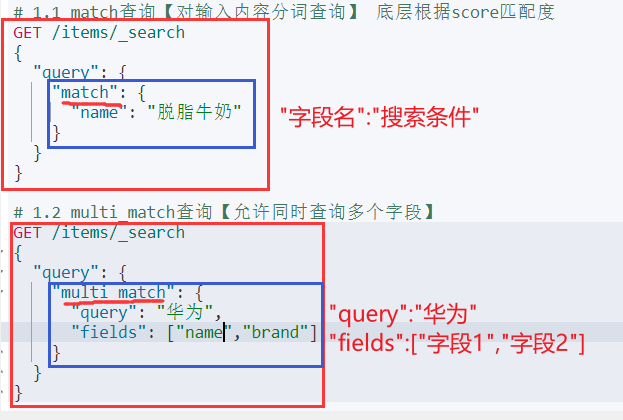 # 1.1 match查询【对输入内容分词查询】 底层根据score匹配度
GET /items/_search
{
"query": {
"match": {
"name": "脱脂牛奶"
}
}
}
"字段名":"搜索条件"
# 1.2 multi_match查询【允许同时查询多个字段】
GET /items/_search
{
"query": {
"multi_match": {
"query": "华为",
"fields": ["name","brand"]
}
}
}
"query":"华为"
"fields":["字段1","字段2"]